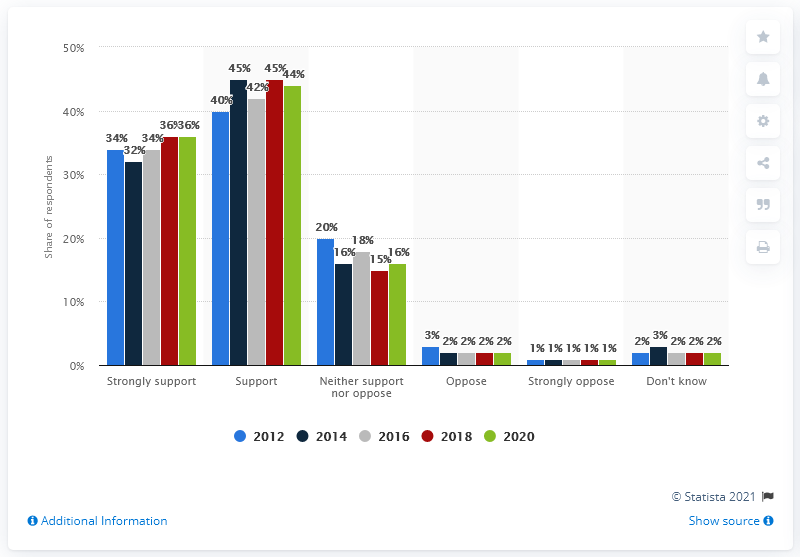 50%
40%
30%
20%
10%
0%
Share of respondents
34% 32% 34% 36% 36%
40% 45% 42% 45% 44%
20% 16% 18% 15% 16%
3% 2% 2% 2% 2%
1% 1% 1% 1% 1%
2% 3% 2% 2% 2%
Strongly support
Support
Neither support
nor oppose
Oppose
Strongly oppose
Don't know
2012 2014 2016 2018 2020
© Statista 2021
Additional Information
Show source